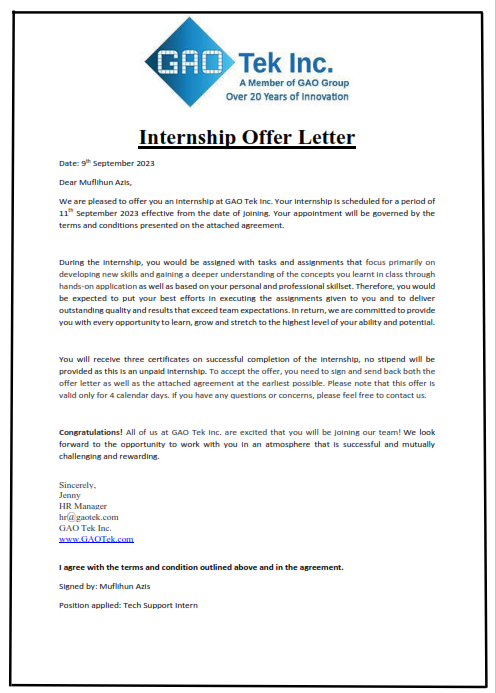 GAO Tek Inc.
A Member of GAO Group
Over 20 Years of Innovation
Internship Offer Letter
Date: 9th September 2023
Dear Muflihun Azis,
We are pleased to offer you an internship at GAO Tek Inc. Your internship is scheduled for a period of
11th September 2023 effective from the date of joining. Your appointment will be governed by the
terms and conditions presented on the attached agreement.
During the internship, you would be assigned with tasks and assignments that focus primarily on
developing new skills and gaining a deeper understanding of the concepts you learnt in class through
hands-on application as well as based on your personal and professional skillset. Therefore, you would
be expected to put your best efforts in executing the assignments given to you and to deliver
outstanding quality and results that exceed team expectations. In return, we are committed to provide
you with every opportunity to learn, grow and stretch to the highest level of your ability and potential.
You will receive three certificates on successful completion of the internship, no stipend will be
provided as this is an unpaid internship. To accept the offer, you need to sign and send back both the
offer letter as well as the attached agreement at the earliest possible. Please note that this offer is
valid only for 4 calendar days. If you have any questions or concerns, please feel free to contact us.
Congratulations! All of us at GAO Tek Inc. are excited that you will be joining our team! We look
forward to the opportunity to work with you in an atmosphere that is successful and mutually
challenging and rewarding.
Sincerely,
Jenny
HR Manager
hr@gaotek.com
GAO Tek Inc.
www.GAOTek.com
I agree with the terms and condition outlined above and in the agreement.
Signed by: Muflihun Azis
Position applied: Tech Support Intern